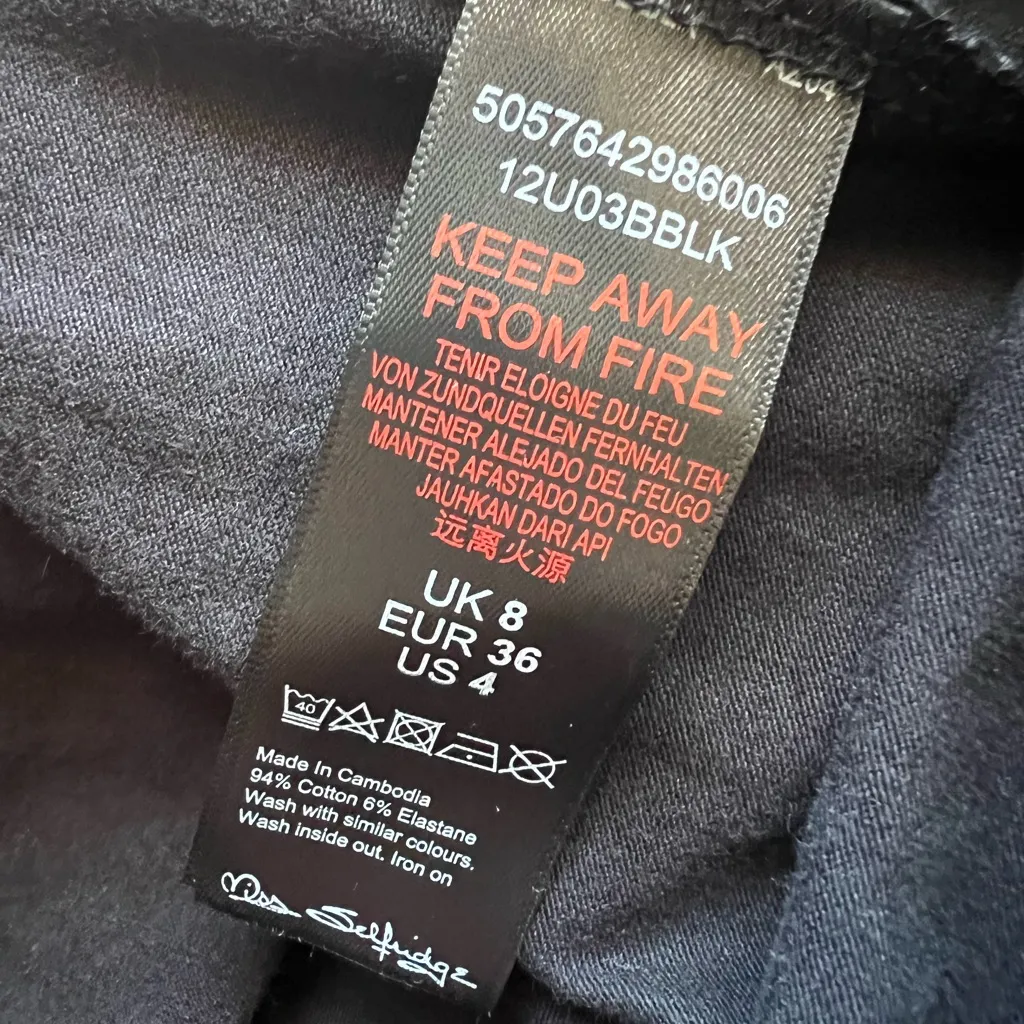 5057642986006
12U03BBLK
KEEP AWAY
FROM FIRE
TENIR ELOIGNE DU FEU
VON ZUNDQUELLEN FERNHALTEN
MANTENER ALEJADO DEL FEUGO
MANTER AFASTADO DO FOGO
JAUHKAN DARI API
远离火源
UK 8
EUR 36
US 4
40
Made In Cambodia
94% Cotton 6% Elastane
Wash with similar colours.
Wash inside out. Iron on
Miss Selfridge